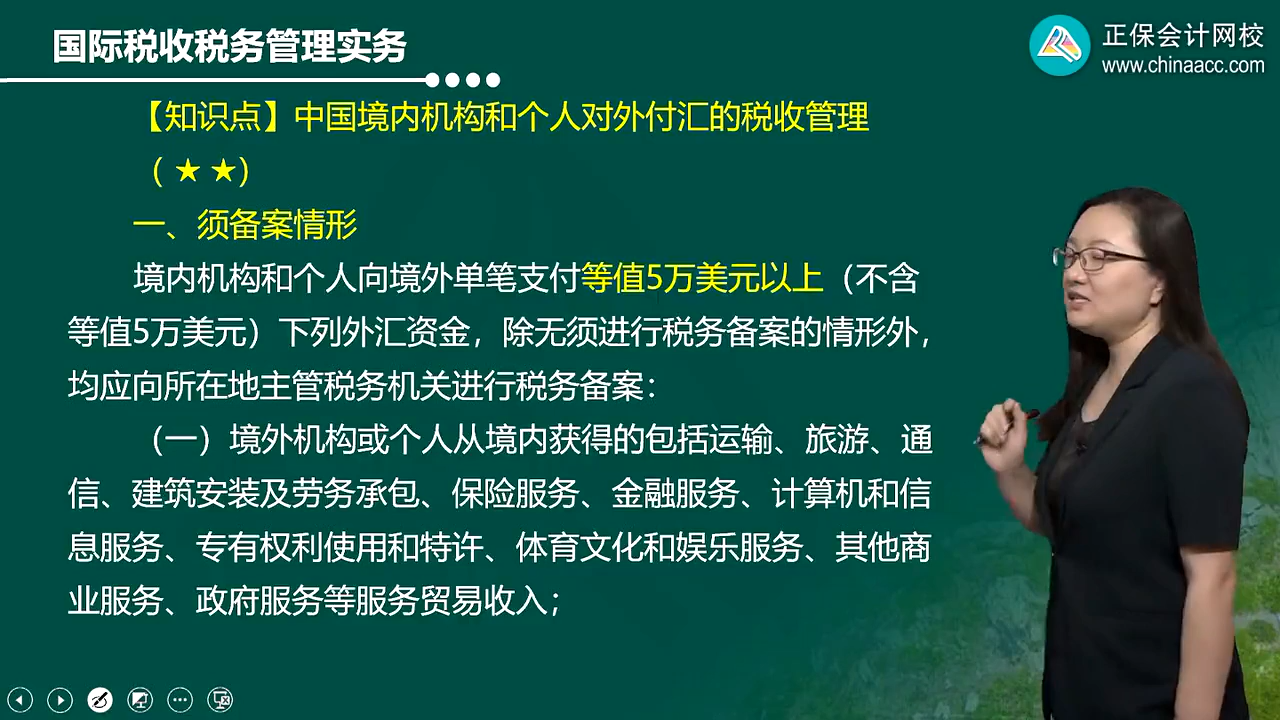 国际税收税务管理实务
正保会计网校
www.chinaacc.com
【知识点】中国境内机构和个人对外付汇的税收管理
（★★）
一、须备案情形
境内机构和个人向境外单笔支付等值5万美元以上（不含
等值5万美元）下列外汇资金，除无须进行税务备案的情形外，
均应向所在地主管税务机关进行税务备案：
（一）境外机构或个人从境内获得的包括运输、旅游、通
信、建筑安装及劳务承包、保险服务、金融服务、计算机和信
息服务、专有权利使用和特许、体育文化和娱乐服务、其他商
业服务、政府服务等服务贸易收入；